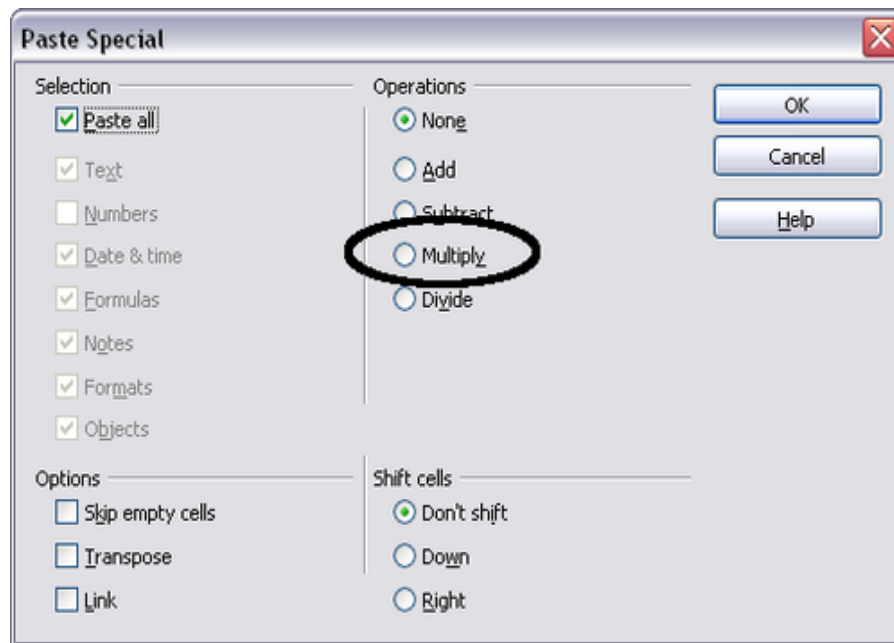 Paste Special
Selection
Paste all
Text
Numbers
Date & time
Formulas
Notes
Formats
Objects
Operations
None
Add
Subtract
Multiply
Divide
OK
Cancel
Help
Options
Skip empty cells
Transpose
Link
Shift cells
Don't shift
Down
Right